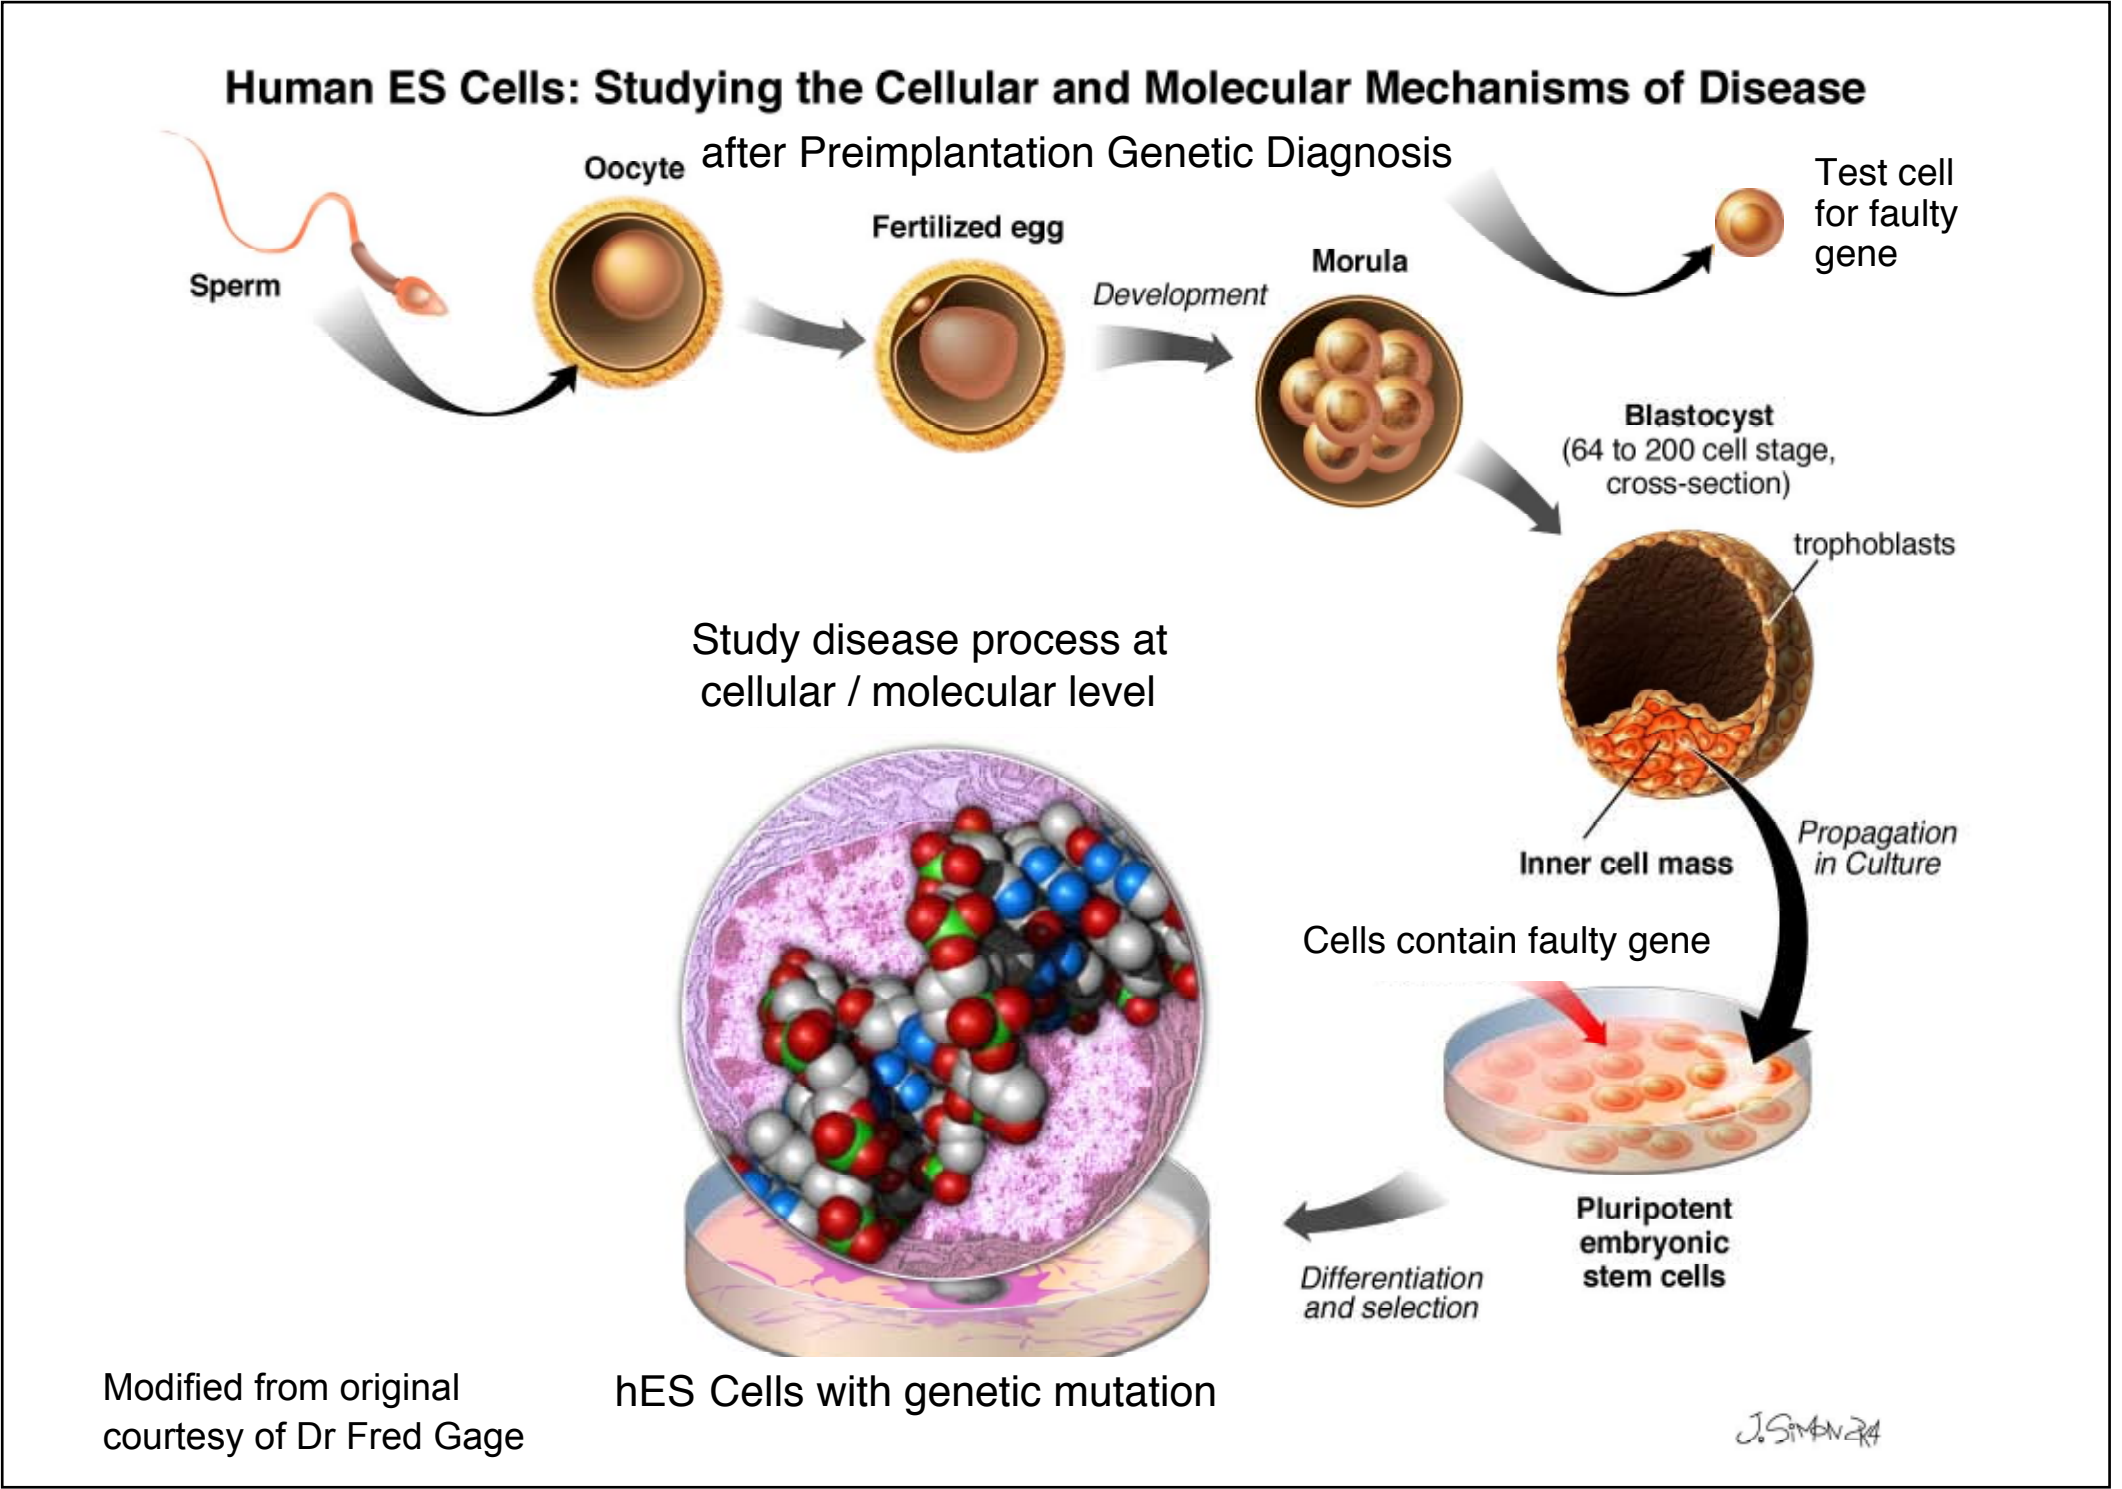 Human ES Cells: Studying the Cellular and Molecular Mechanisms of Disease
after Preimplantation Genetic Diagnosis
Sperm
Oocyte
Fertilized egg
Development
Morula
Test cell
for faulty
gene
Blastocyst
(64 to 200 cell stage,
cross-section)
trophoblasts
Inner cell mass
Propagation
in Culture
Cells contain faulty gene
Pluripotent
embryonic
stem cells
Differentiation
and selection
Study disease process at
cellular / molecular level
hES Cells with genetic mutation
Modified from original
courtesy of Dr Fred Gage
J. SIMON 2K4